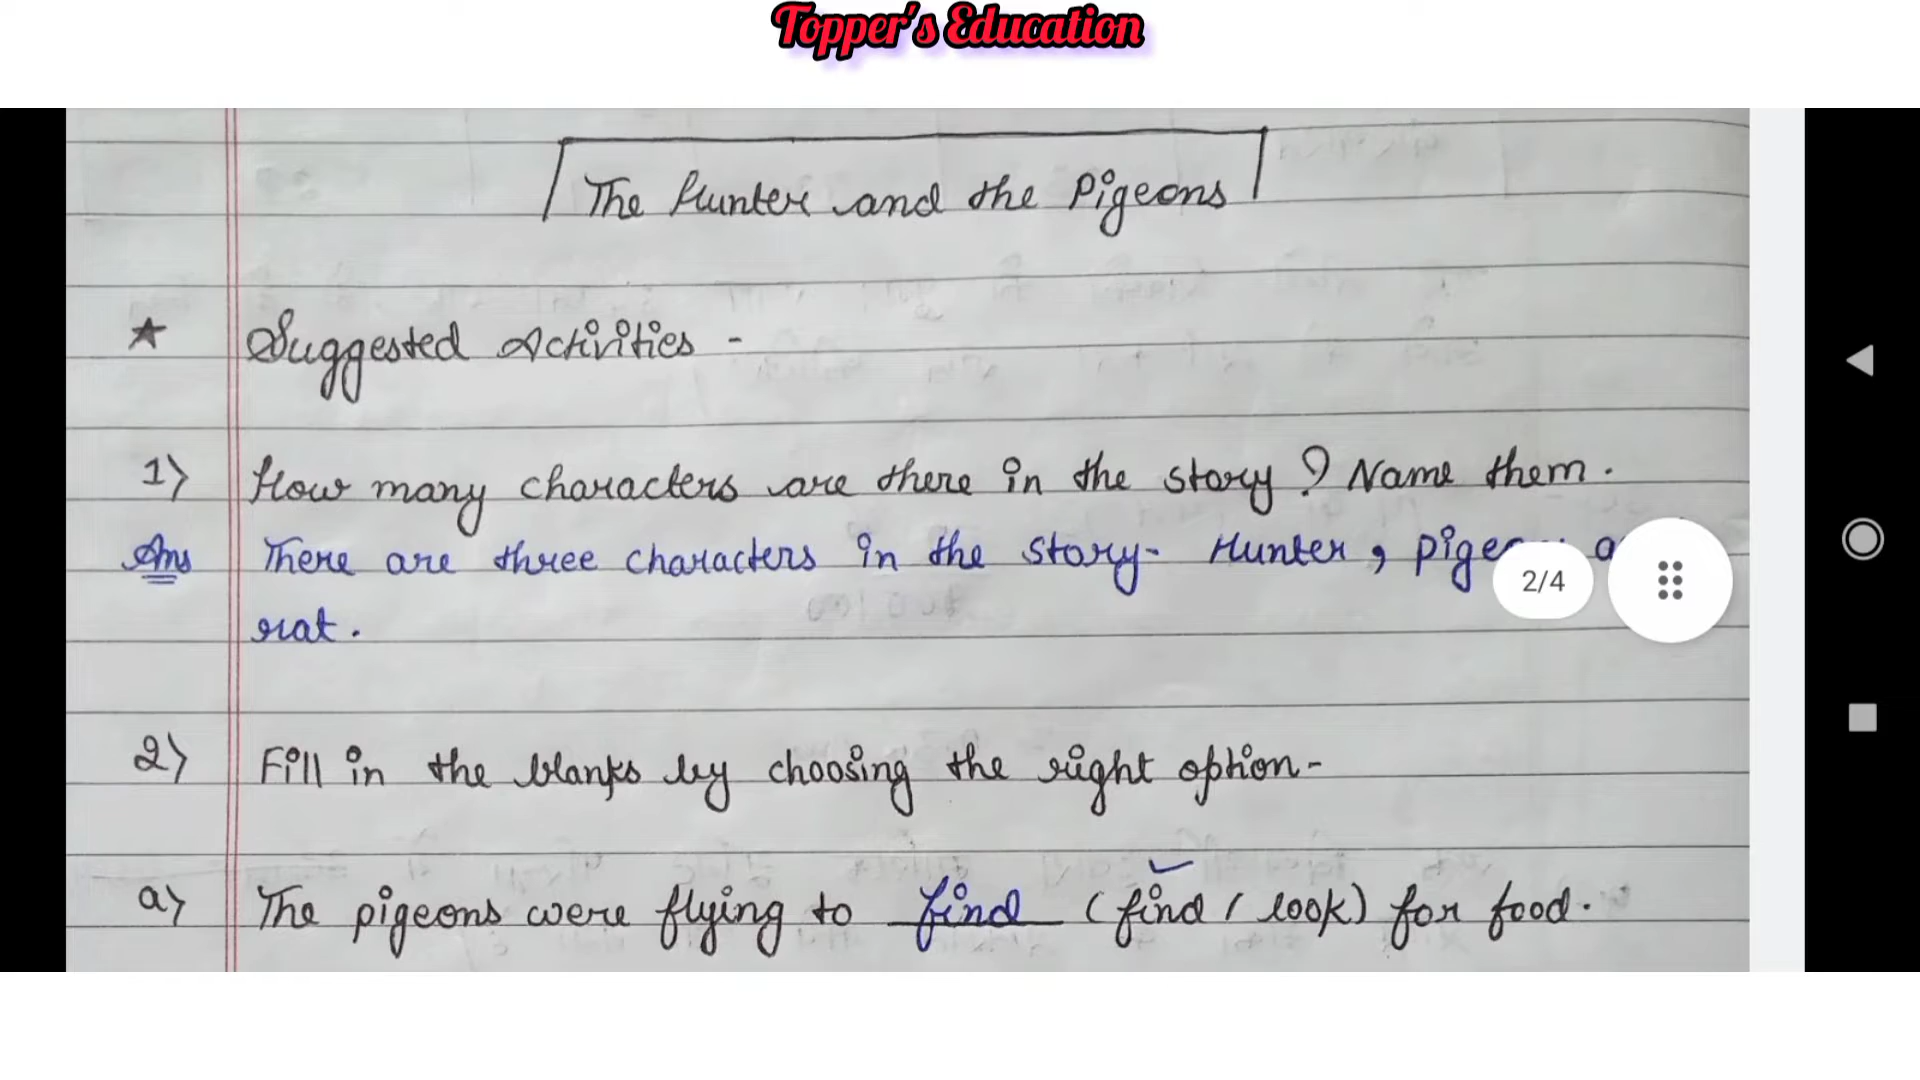 Topper's Education
The Hunter and the Pigeons
★ Suggested Activities -
1) How many characters are there in the story? Name them.
Ans There are three characters in the story- Hunter, pige
2/4
rat.
2) Fill in the blanks by choosing the right option-
a) The pigeons were flying to find (find / look) for food.